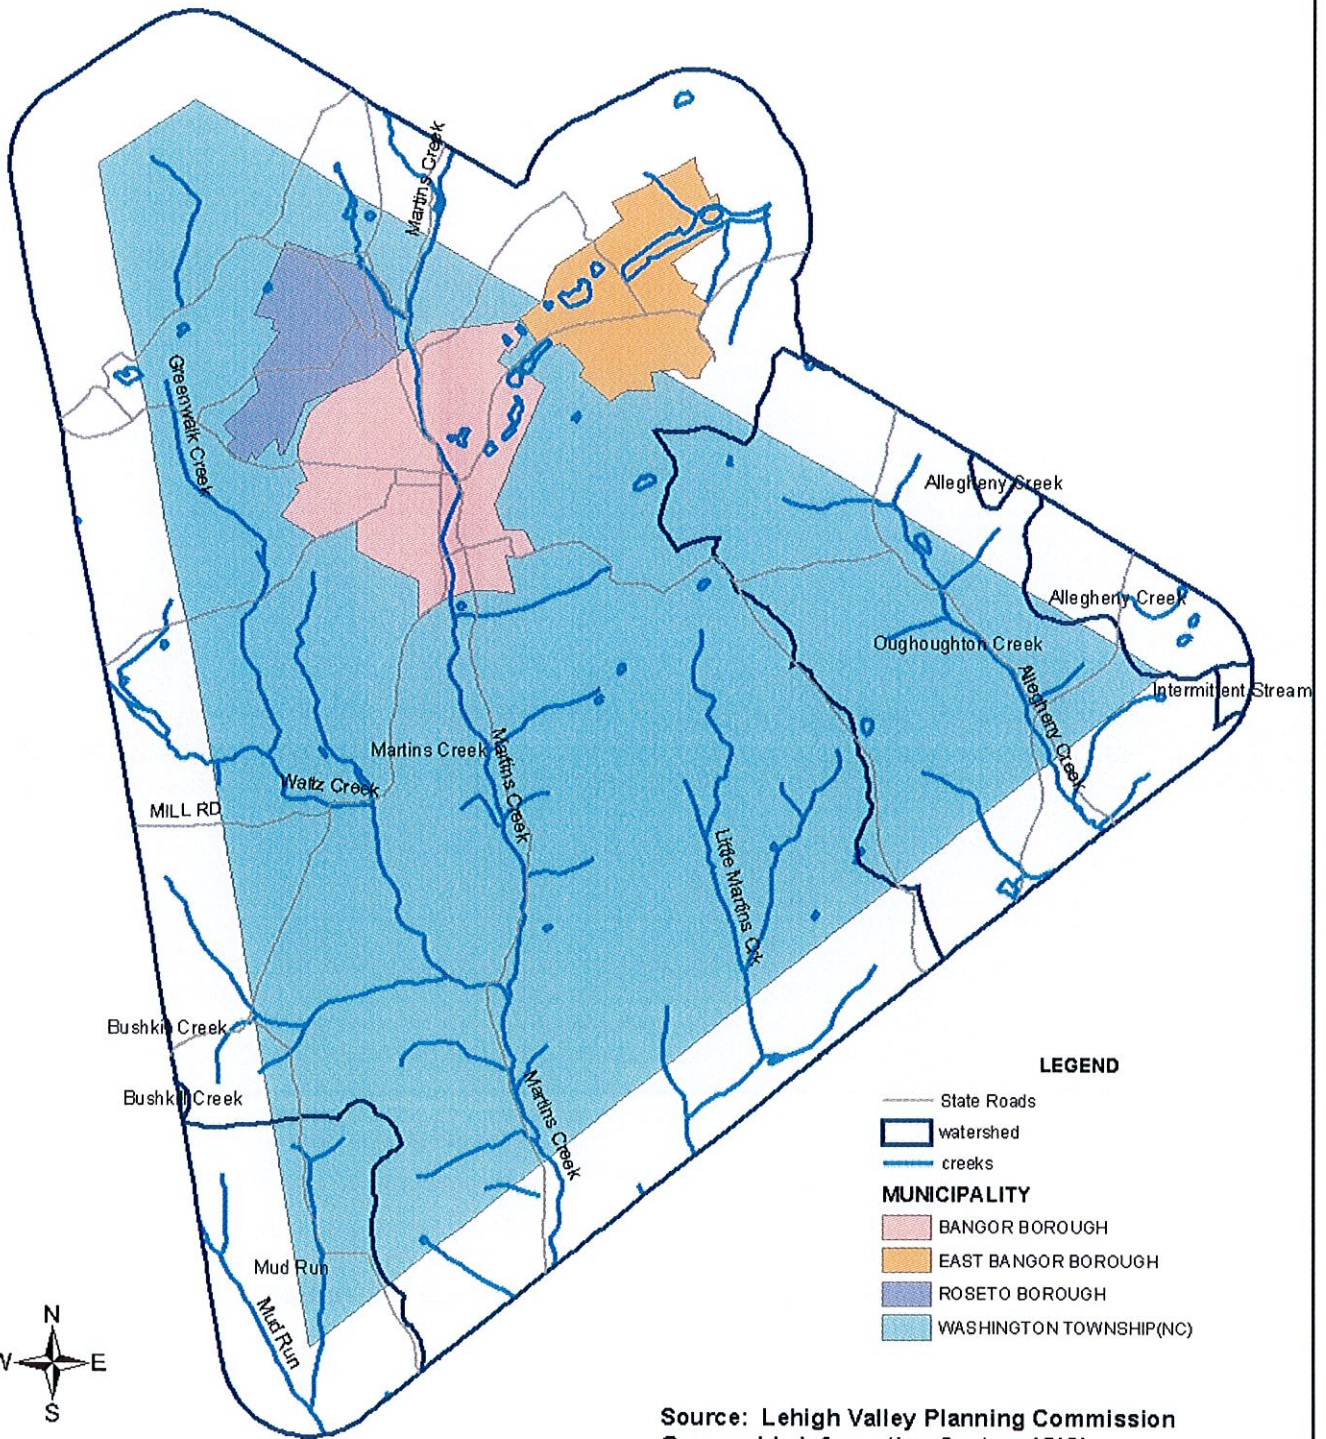 Martins Creek
Greenwalk Creek
Allegheny Creek
Allegheny Creek
Oughoughton Creek
Allegheny Creek
Intermittent Stream
Martins Creek
Martins Creek
Waltz Creek
MILL RD
Little Martins Crk
Bushkill Creek
Bushkill Creek
Martins Creek
Mud Run
Mud Run
LEGEND
State Roads
watershed
creeks
MUNICIPALITY
BANGOR BOROUGH
EAST BANGOR BOROUGH
ROSETO BOROUGH
WASHINGTON TOWNSHIP(NC)
N
W E
S
Source: Lehigh Valley Planning Commission